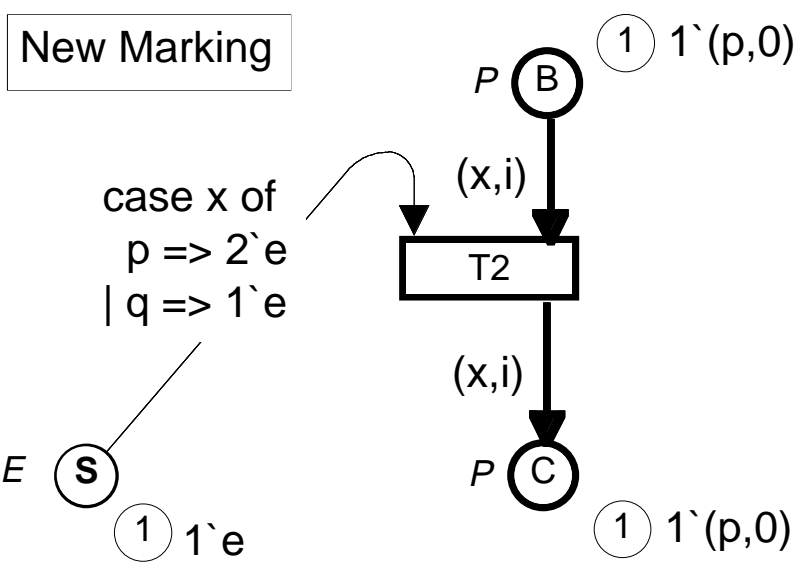 New Marking
1 1`(p,0)
P B
(x,i)
case x of
p => 2`e
| q => 1`e
T2
(x,i)
E S
P C
1 1`e
1 1`(p,0)